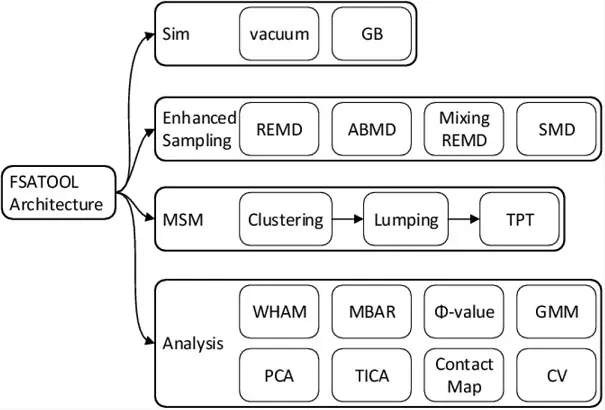 FSATOOL
Architecture
Sim
vacuum
GB
Enhanced
Sampling
REMD
ABMD
Mixing
REMD
SMD
MSM
Clustering
Lumping
TPT
Analysis
WHAM
MBAR
Φ-value
GMM
PCA
TICA
Contact
Map
CV